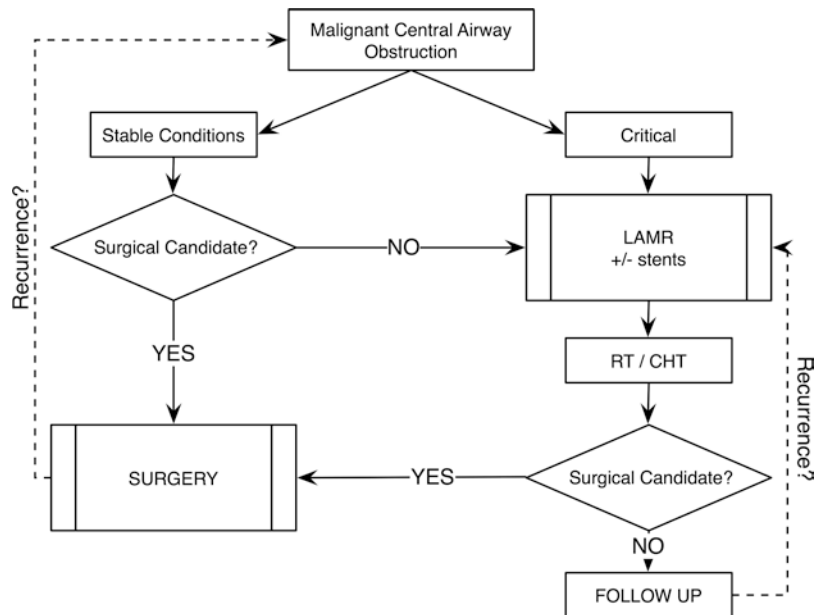 Malignant Central Airway
Obstruction
Stable Conditions
Critical
Recurrence?
Surgical Candidate?
NO
LAMR
+/- stents
YES
RT / CHT
Recurrence?
SURGERY
YES
Surgical Candidate?
NO
FOLLOW UP